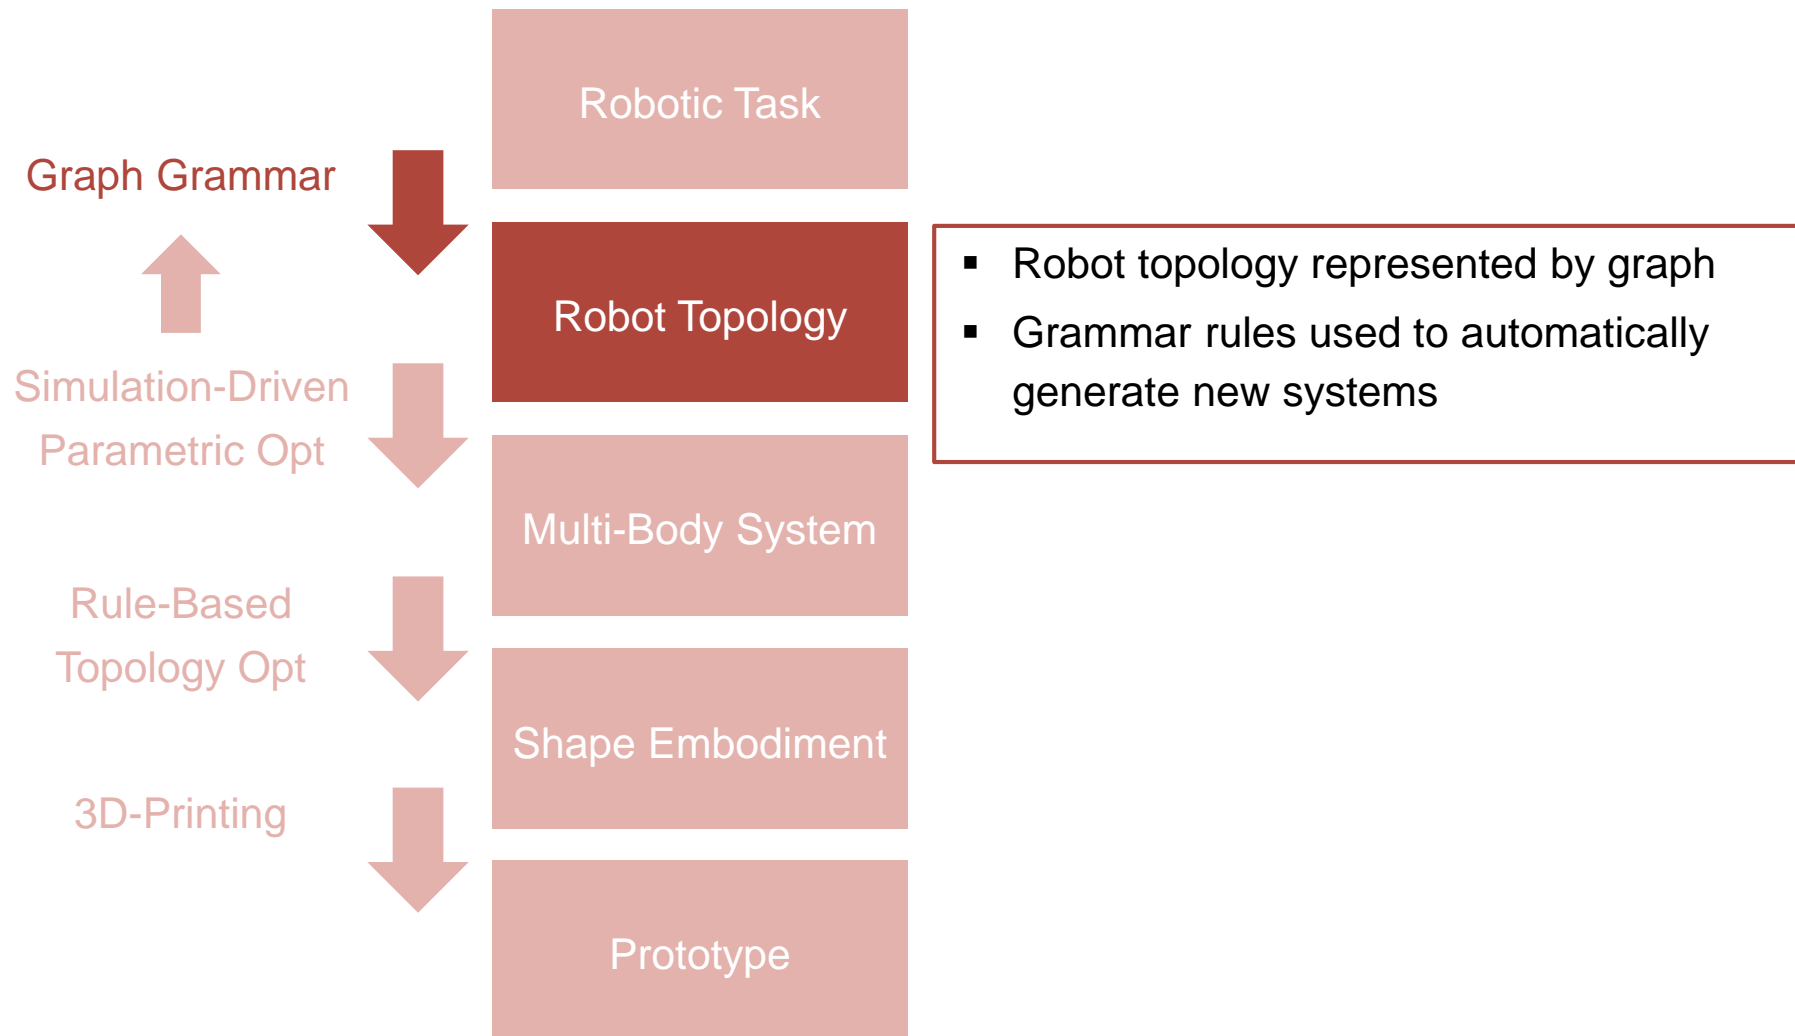 Robotic Task
Graph Grammar
Robot Topology
▪ Robot topology represented by graph
▪ Grammar rules used to automatically
generate new systems
Simulation-Driven
Parametric Opt
Multi-Body System
Rule-Based
Topology Opt
Shape Embodiment
3D-Printing
Prototype